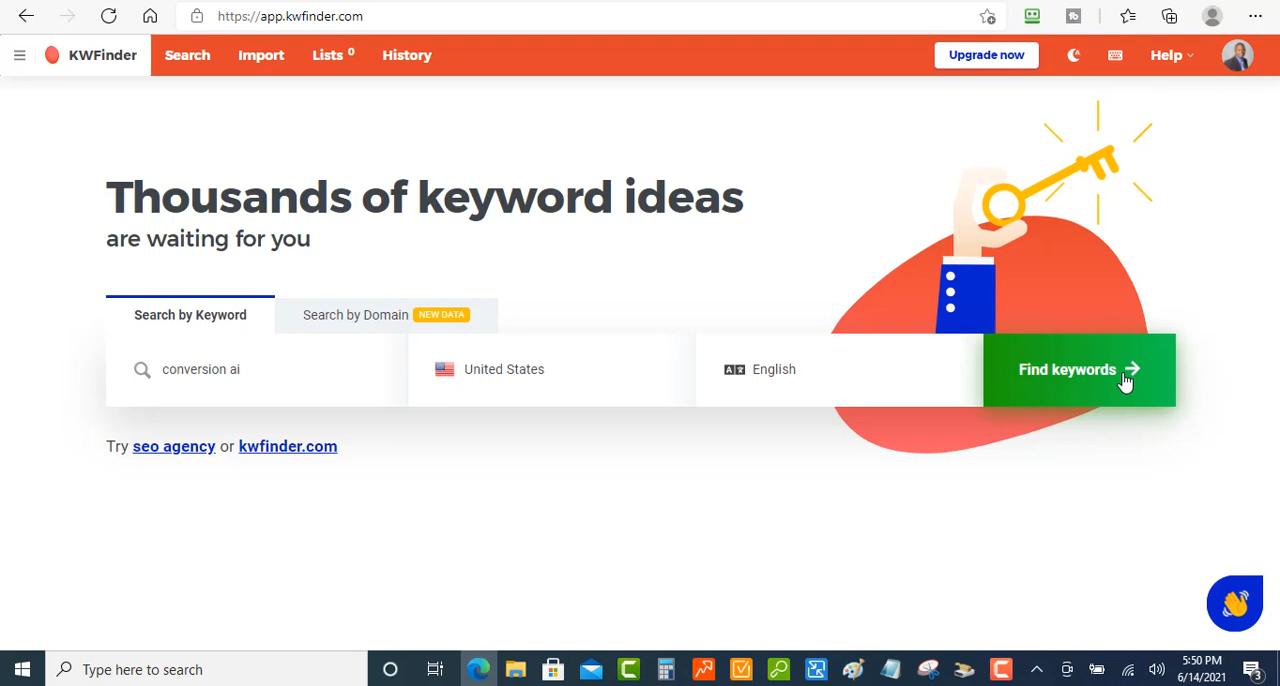 https://app.kwfinder.com
KWFinder
Search
Import
Lists 0
History
Upgrade now
Help
Thousands of keyword ideas
are waiting for you
Search by Keyword
Search by Domain NEW DATA
conversion ai
United States
English
Find keywords
Try seo agency or kwfinder.com
Type here to search
5:50 PM
6/14/2021
3